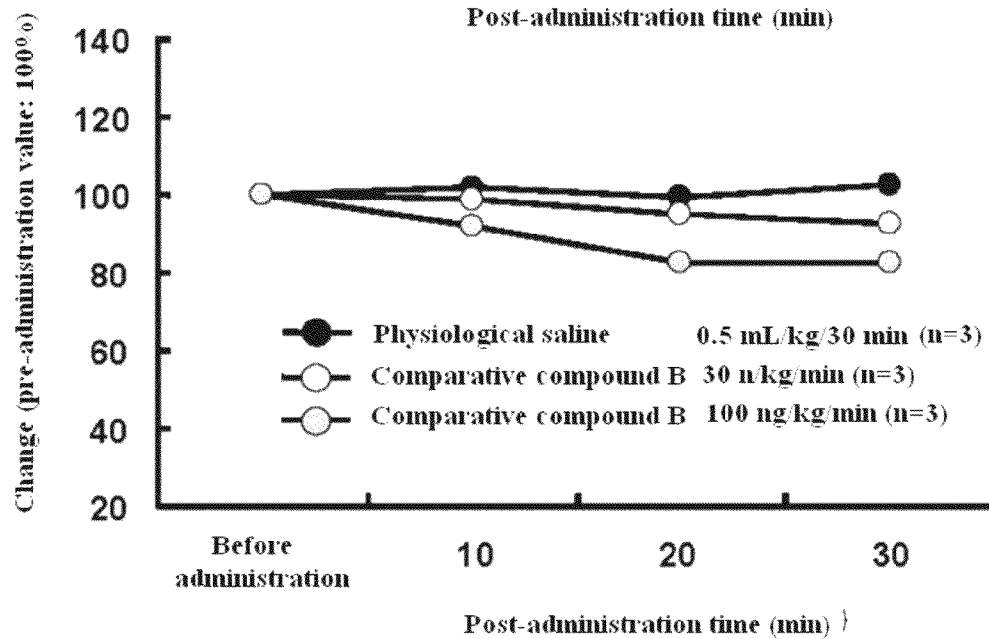 Post-administration time (min)
Change (pre-administration value: 100%)
140
120
100
80
60
40
20
Physiological saline 0.5 mL/kg/30 min (n=3)
Comparative compound B 30 n/kg/min (n=3)
Comparative compound B 100 ng/kg/min (n=3)
Before
administration
10 20 30
Post-administration time (min) )